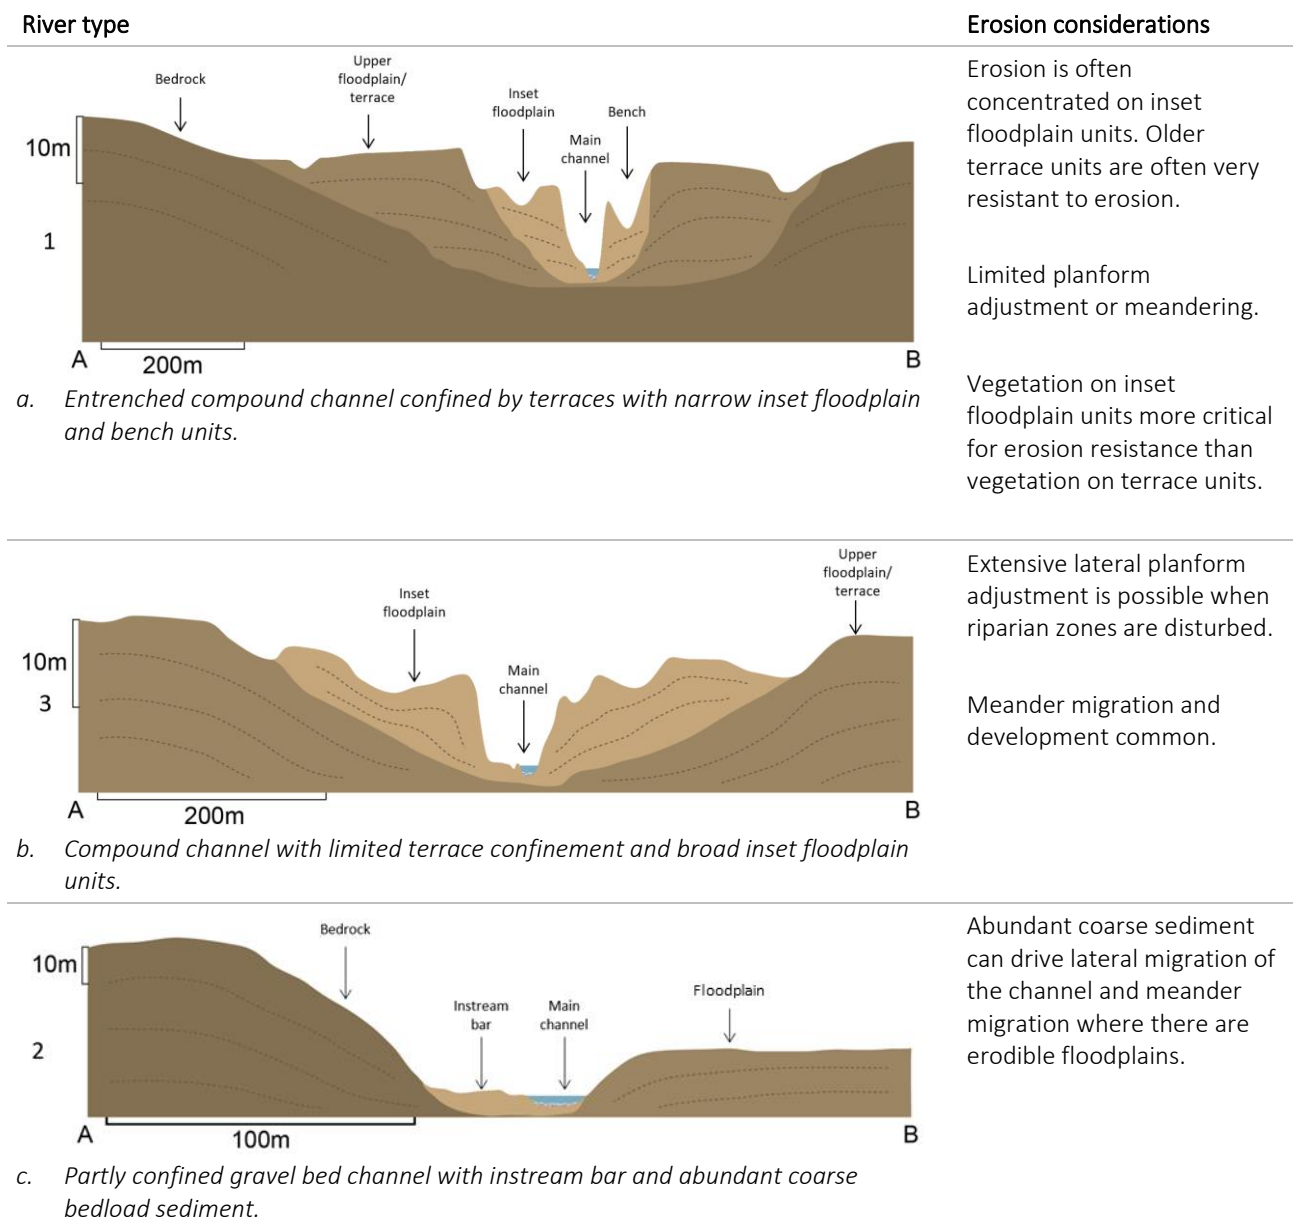 River type
Erosion considerations
Bedrock
Upper
floodplain/
terrace
Inset
floodplain
Bench
Main
channel
10m
1
A
200m
B
a. Entrenched compound channel confined by terraces with narrow inset floodplain
and bench units.
Erosion is often
concentrated on inset
floodplain units. Older
terrace units are often very
resistant to erosion.
Limited planform
adjustment or meandering.
Vegetation on inset
floodplain units more critical
for erosion resistance than
vegetation on terrace units.
Upper
floodplain/
terrace
Inset
floodplain
Main
channel
10m
3
A
200m
B
b. Compound channel with limited terrace confinement and broad inset floodplain
units.
Extensive lateral planform
adjustment is possible when
riparian zones are disturbed.
Meander migration and
development common.
Bedrock
10m
Instream
bar
Main
channel
Floodplain
2
A
100m
B
c. Partly confined gravel bed channel with instream bar and abundant coarse
bedload sediment.
Abundant coarse sediment
can drive lateral migration of
the channel and meander
migration where there are
erodible floodplains.